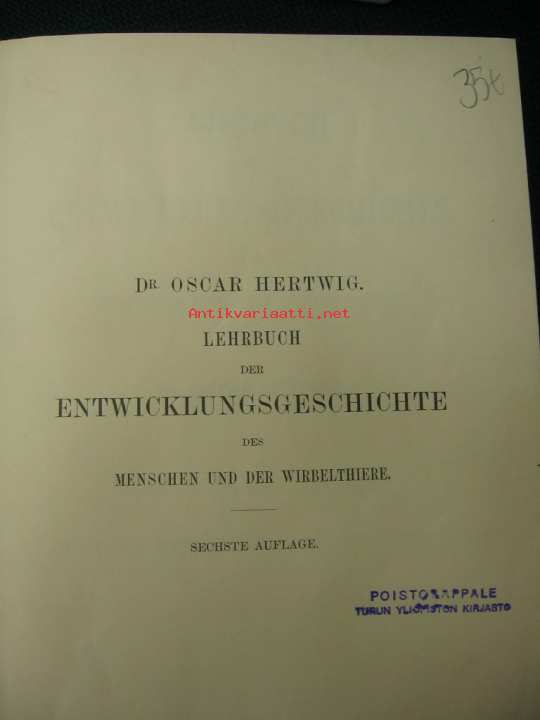 35€
DR. OSCAR HERTWIG.
Antikvariaatti.net
LEHRBUCH
DER
ENTWICKLUNGSGESCHICHTE
DES
MENSCHEN UND DER WIRBELTHIERE.
SECHSTE AUFLAGE.
POISTOKAPPALE
TURUN YLIOPISTON KIRJASTO